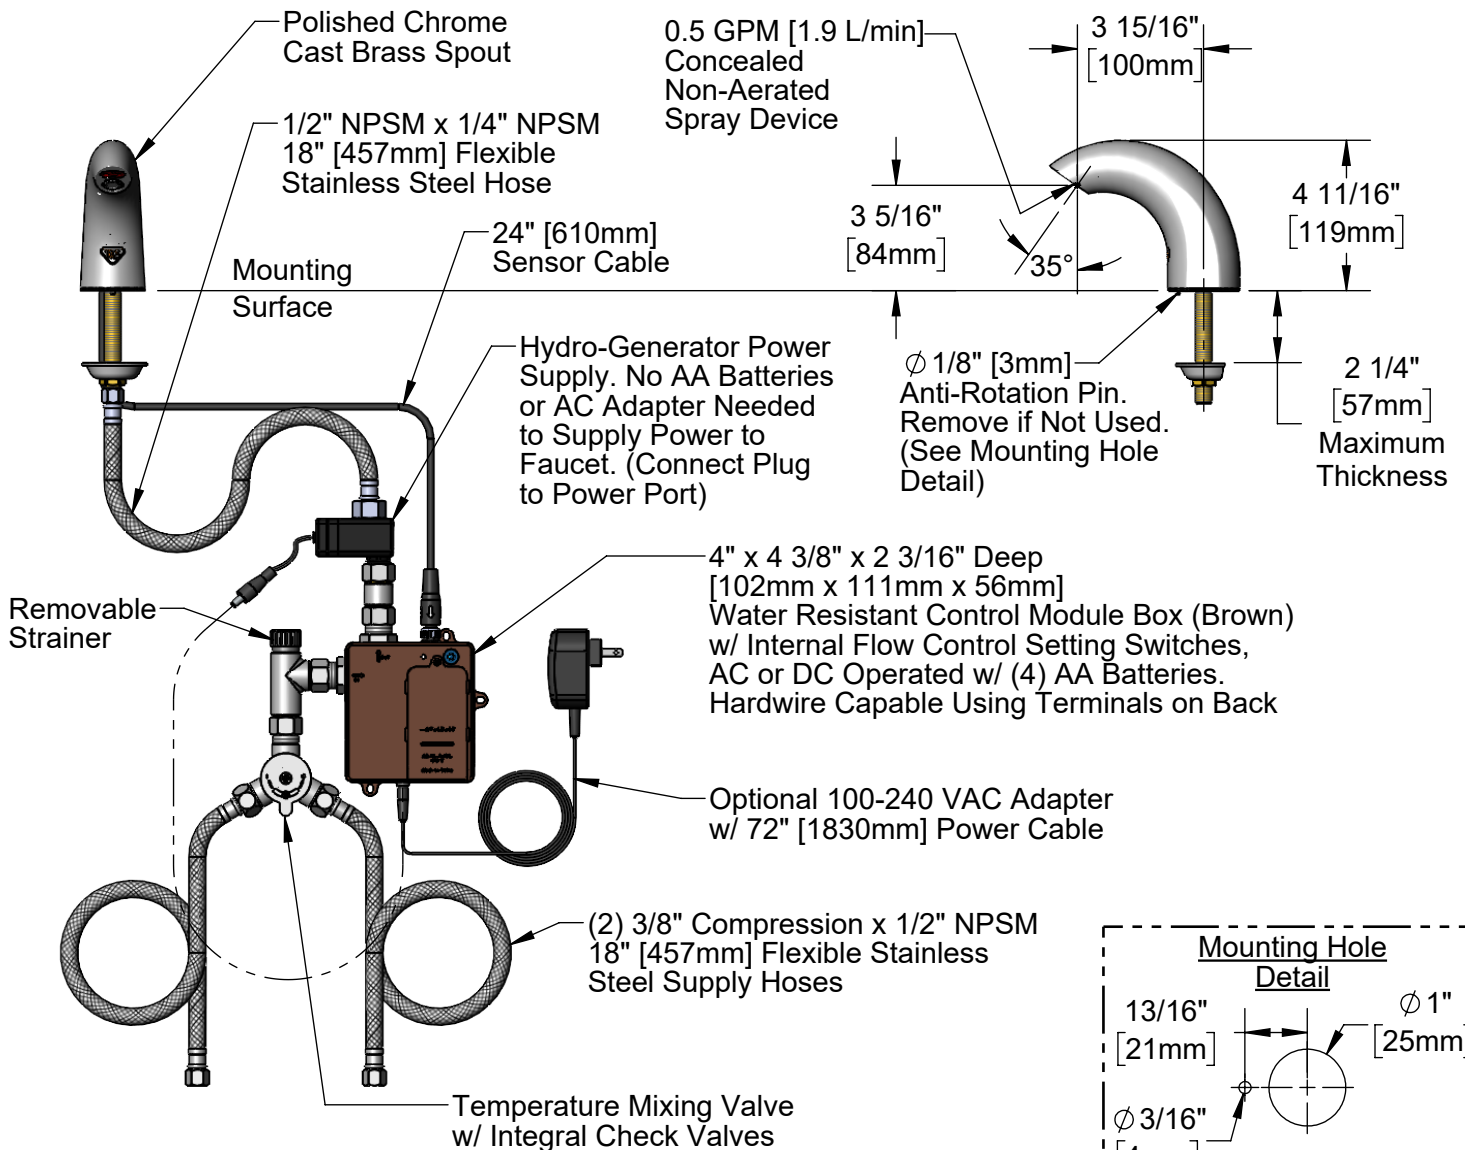 Polished Chrome
Cast Brass Spout
0.5 GPM [1.9 L/min]
Concealed
Non-Aerated
Spray Device
3 15/16"
[100mm]
1/2" NPSM x 1/4" NPSM
18" [457mm] Flexible
Stainless Steel Hose
3 5/16"
[84mm]
35°
4 11/16"
[119mm]
24" [610mm]
Sensor Cable
Mounting
Surface
Hydro-Generator Power
Supply. No AA Batteries
or AC Adapter Needed
to Supply Power to
Faucet. (Connect Plug
to Power Port)
Ø 1/8" [3mm]
Anti-Rotation Pin.
Remove if Not Used.
(See Mounting Hole
Detail)
2 1/4"
[57mm]
Maximum
Thickness
4" x 4 3/8" x 2 3/16" Deep
[102mm x 111mm x 56mm]
Water Resistant Control Module Box (Brown)
w/ Internal Flow Control Setting Switches,
AC or DC Operated w/ (4) AA Batteries.
Hardwire Capable Using Terminals on Back
Removable
Strainer
Optional 100-240 VAC Adapter
w/ 72" [1830mm] Power Cable
(2) 3/8" Compression x 1/2" NPSM
18" [457mm] Flexible Stainless
Steel Supply Hoses
Temperature Mixing Valve
w/ Integral Check Valves
Mounting Hole
Detail
13/16"
[21mm]
Ø 1"
[25mm]
Ø 3/16"